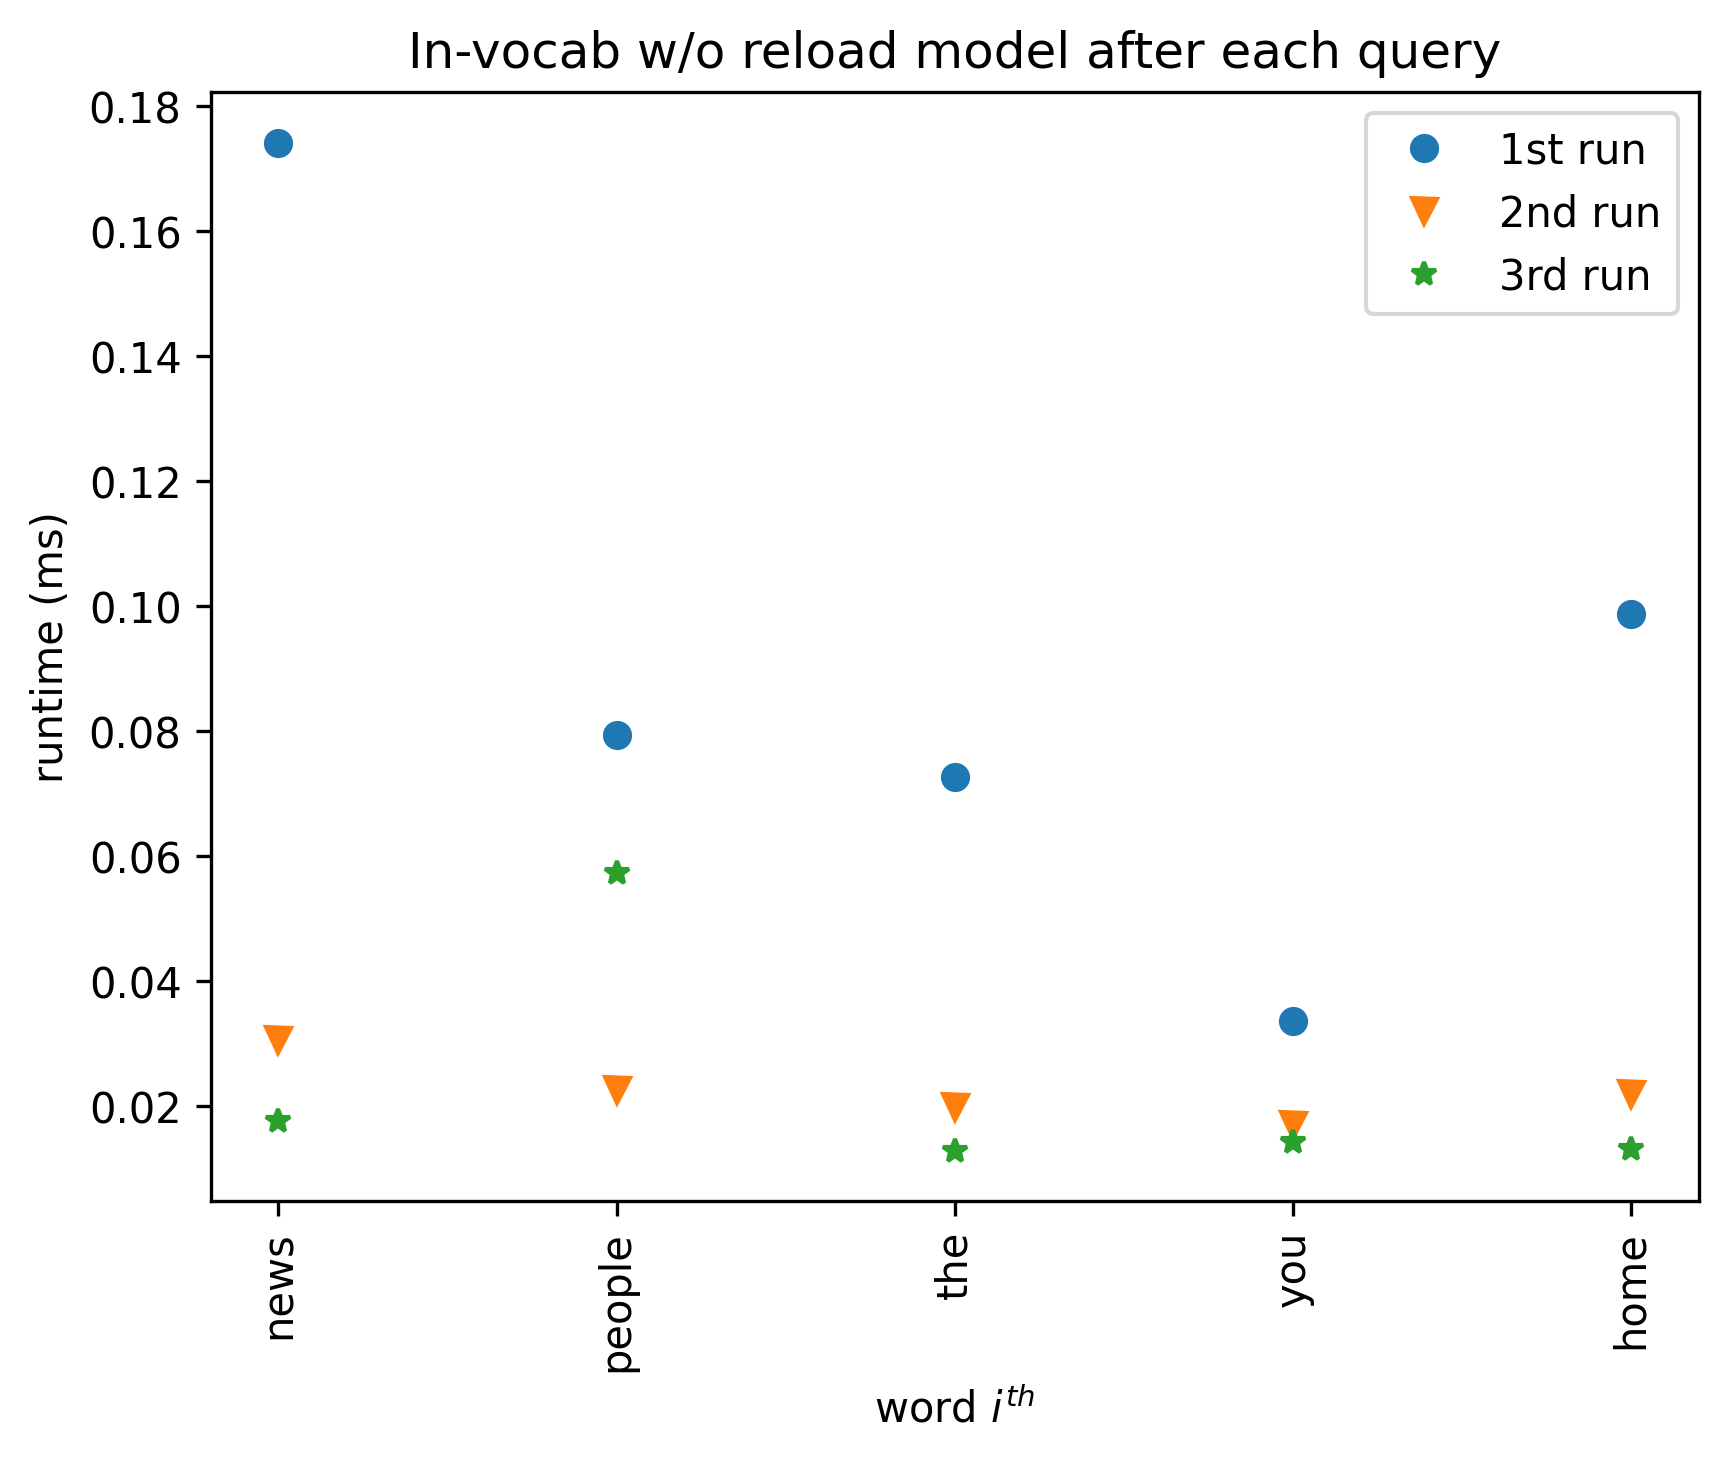 In-vocab w/o reload model after each query
0.18
0.16
0.14
0.12
0.10
0.08
0.06
0.04
0.02
runtime (ms)
1st run
2nd run
3rd run
news
people
the
you
home
word i^th